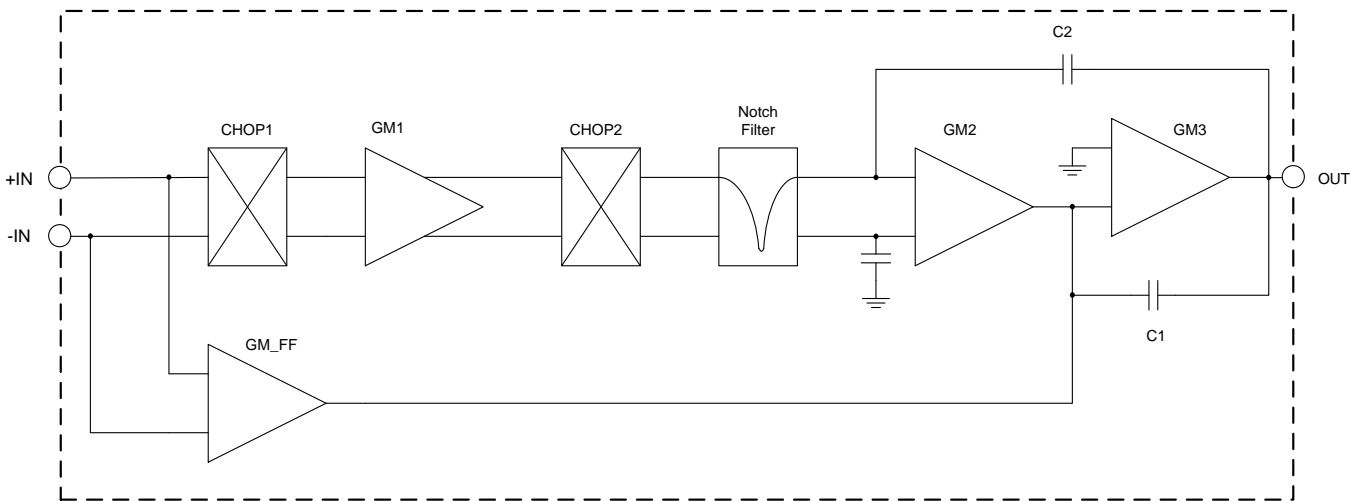 C2
Notch
Filter
CHOP1
GM1
CHOP2
GM2
GM3
+IN
OUT
-IN
C1
GM_FF